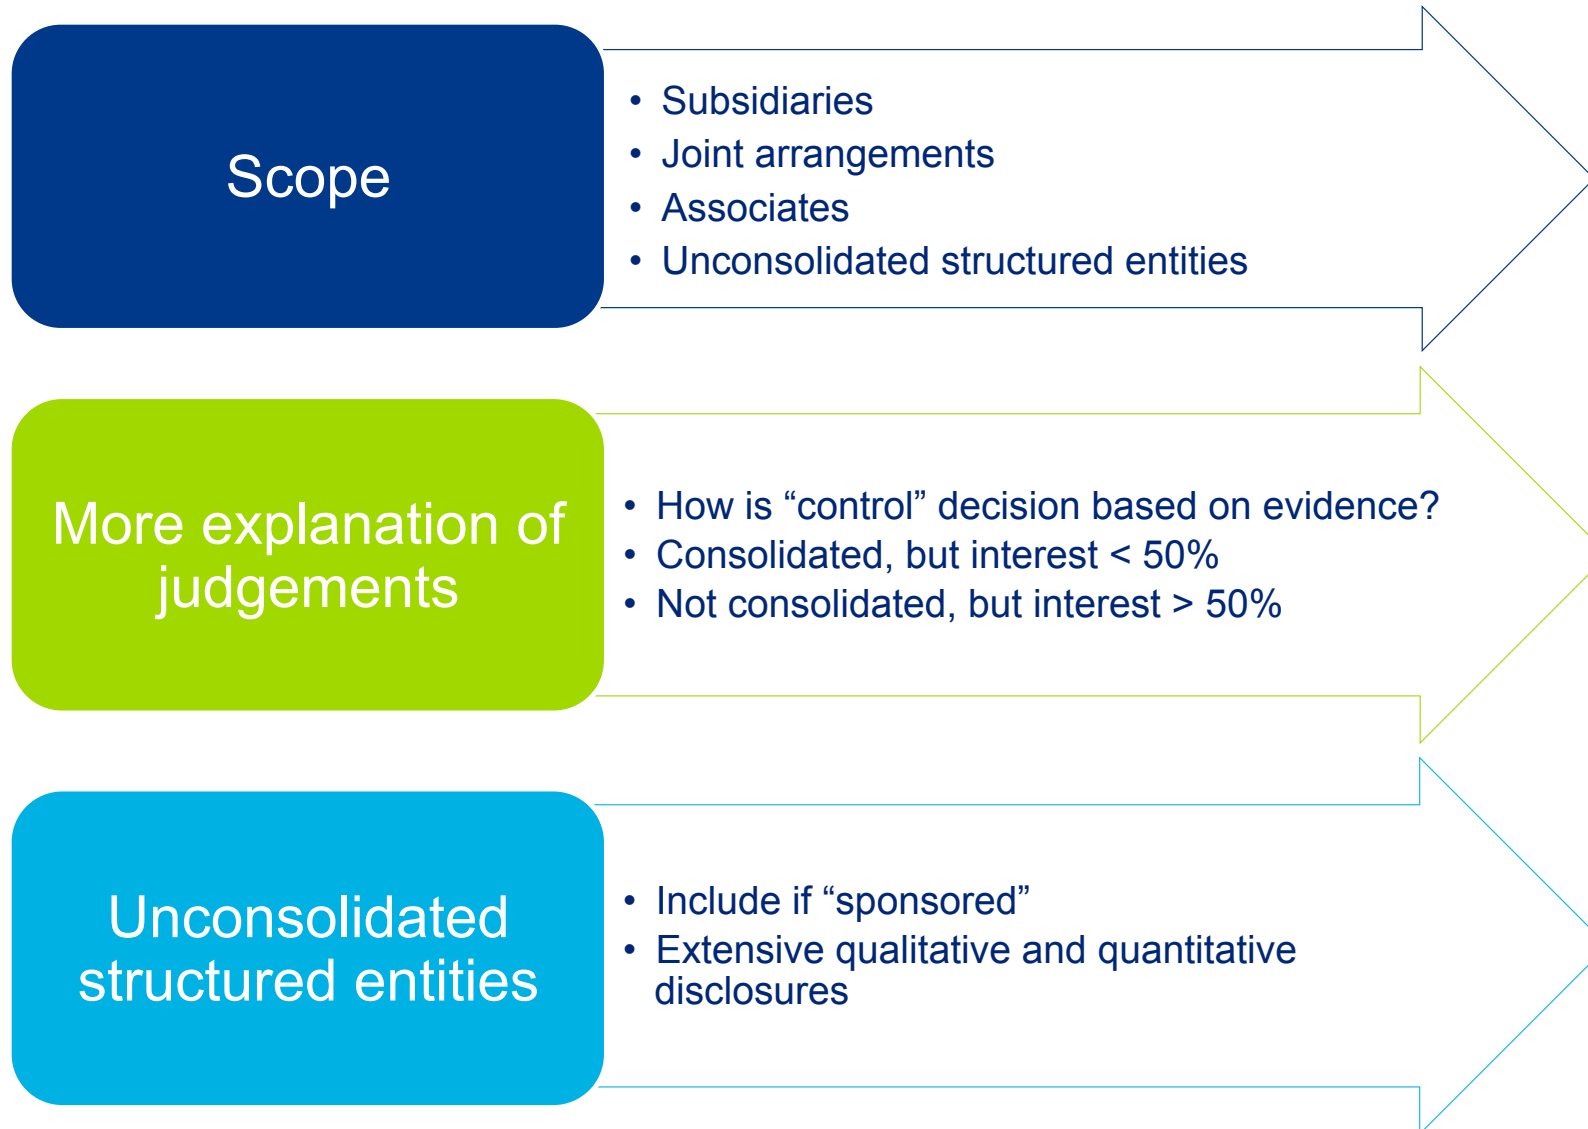 Scope
• Subsidiaries
• Joint arrangements
• Associates
• Unconsolidated structured entities
More explanation of
judgements
• How is “control” decision based on evidence?
• Consolidated, but interest < 50%
• Not consolidated, but interest > 50%
Unconsolidated
structured entities
• Include if “sponsored”
• Extensive qualitative and quantitative
disclosures